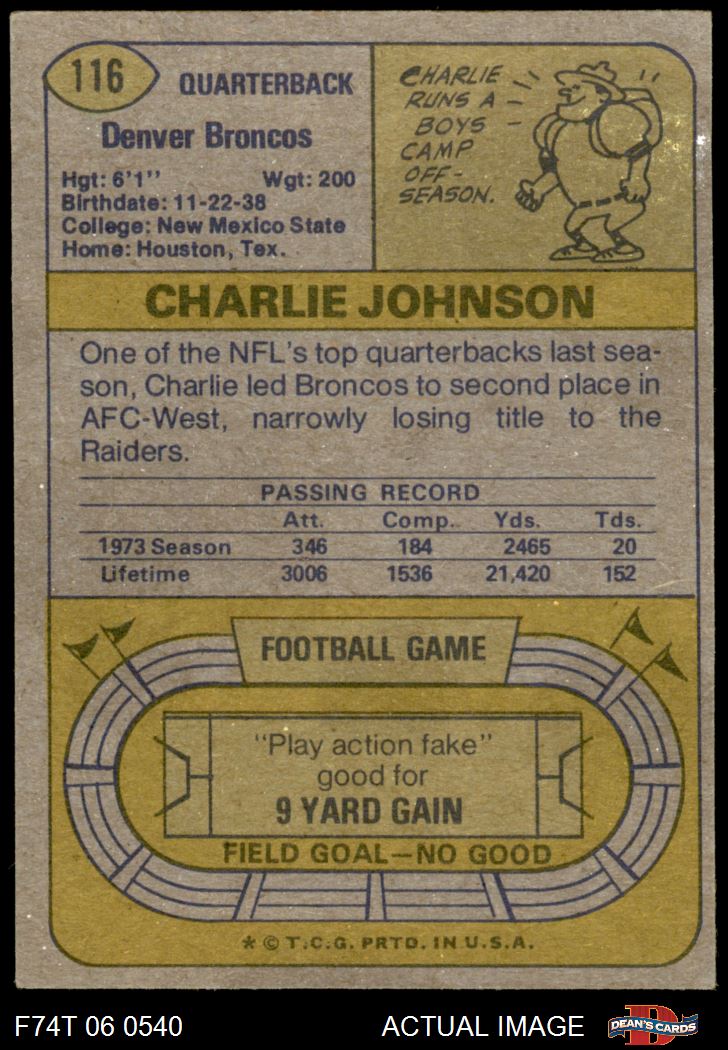 116
QUARTERBACK
Denver Broncos
Hgt: 6'1'' Wgt: 200
Birthdate: 11-22-38
College: New Mexico State
Home: Houston, Tex.
CHARLIE
RUNS A
BOYS
CAMP
OFF-
SEASON.
CHARLIE JOHNSON
One of the NFL's top quarterbacks last sea-
son, Charlie led Broncos to second place in
AFC-West, narrowly losing title to the
Raiders.
PASSING RECORD
Att. Comp. Yds. Tds.
1973 Season 346 184 2465 20
Lifetime 3006 1536 21,420 152
FOOTBALL GAME
"Play action fake"
good for
9 YARD GAIN
FIELD GOAL—NO GOOD
* © T.C.G. PRTD. IN U.S.A.
F74T 06 0540 ACTUAL IMAGE
D
DEAN'S CARDS